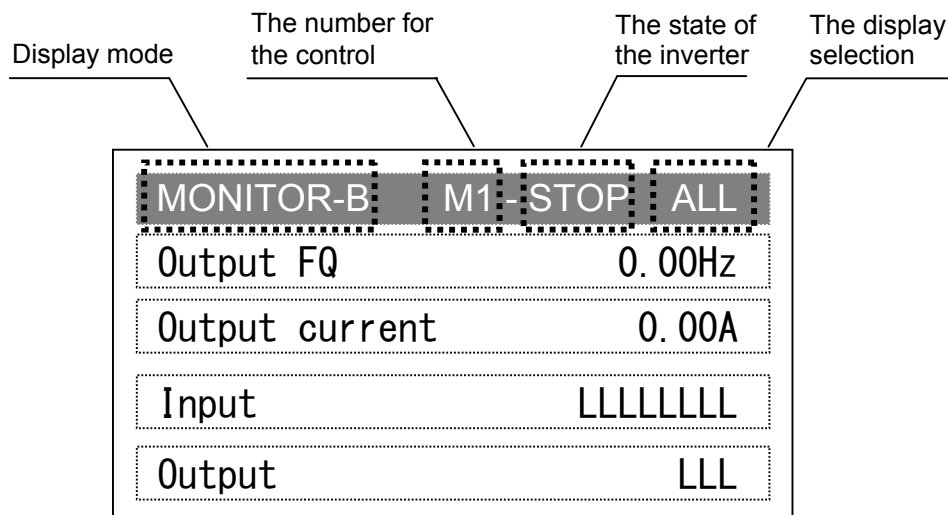 Display mode
The number for
the control
The state of
the inverter
The display
selection
MONITOR-B M1 - STOP ALL
Output FQ 0.00Hz
Output current 0.00A
Input LLLLLLLL
Output LLL